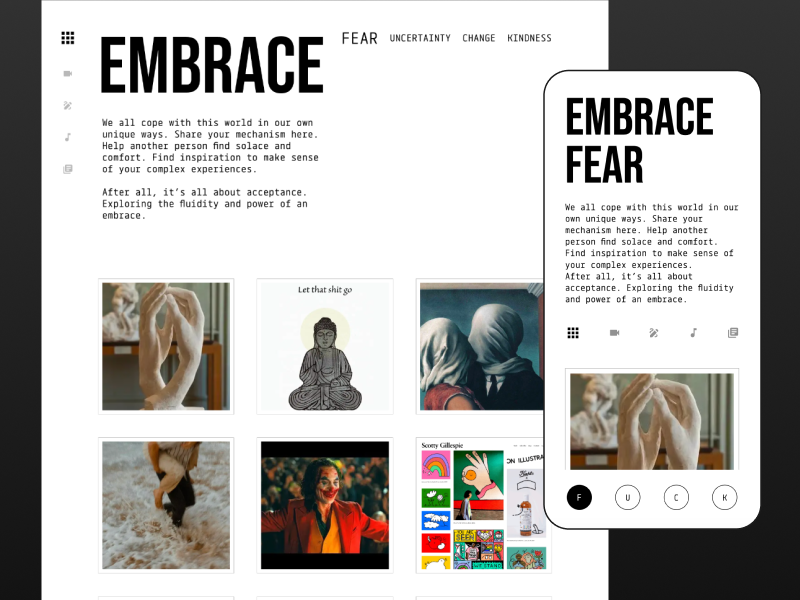 EMBRACE
FEAR UNCERTAINTY CHANGE KINDNESS
We all cope with this world in our own
unique ways. Share your mechanism here.
Help another person find solace and
comfort. Find inspiration to make sense
of your complex experiences.
After all, it’s all about acceptance.
Exploring the fluidity and power of an
embrace.
Let that shit go
Scotty Gillespie
ON ILLUSTRA
WE STAND
EMBRACE
FEAR
We all cope with this world in our
own unique ways. Share your
mechanism here. Help another
person find solace and comfort.
Find inspiration to make sense of
your complex experiences.
After all, it’s all about
acceptance. Exploring the fluidity
and power of an embrace.
F U C K